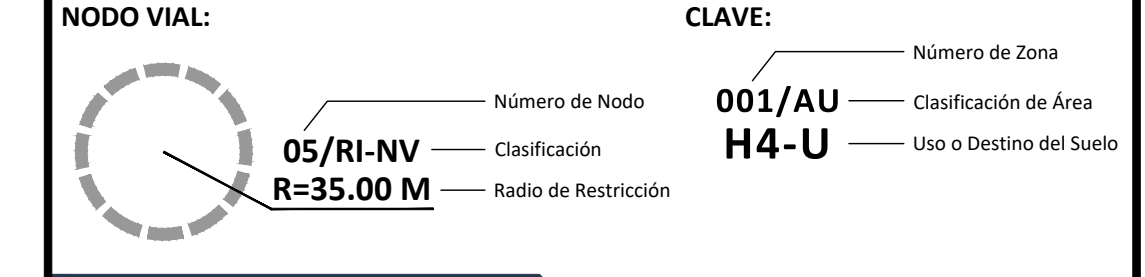 NODO VIAL:
05/RI-NV
R=35.00 M
Número de Nodo
Clasificación
Radio de Restricción
CLAVE:
001/AU
H4-U
Número de Zona
Clasificación de Área
Uso o Destino del Suelo